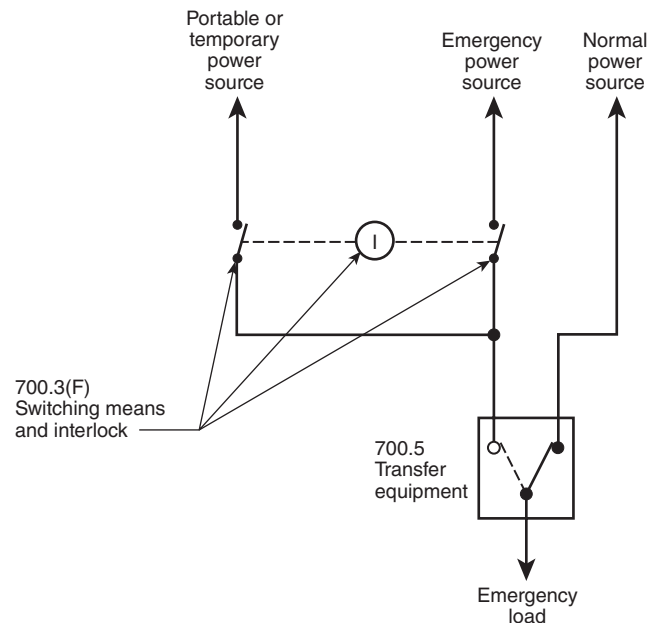 Portable or
temporary
power
source
Emergency
power
source
Normal
power
source
I
700.3(F)
Switching means
and interlock
700.5
Transfer
equipment
Emergency
load